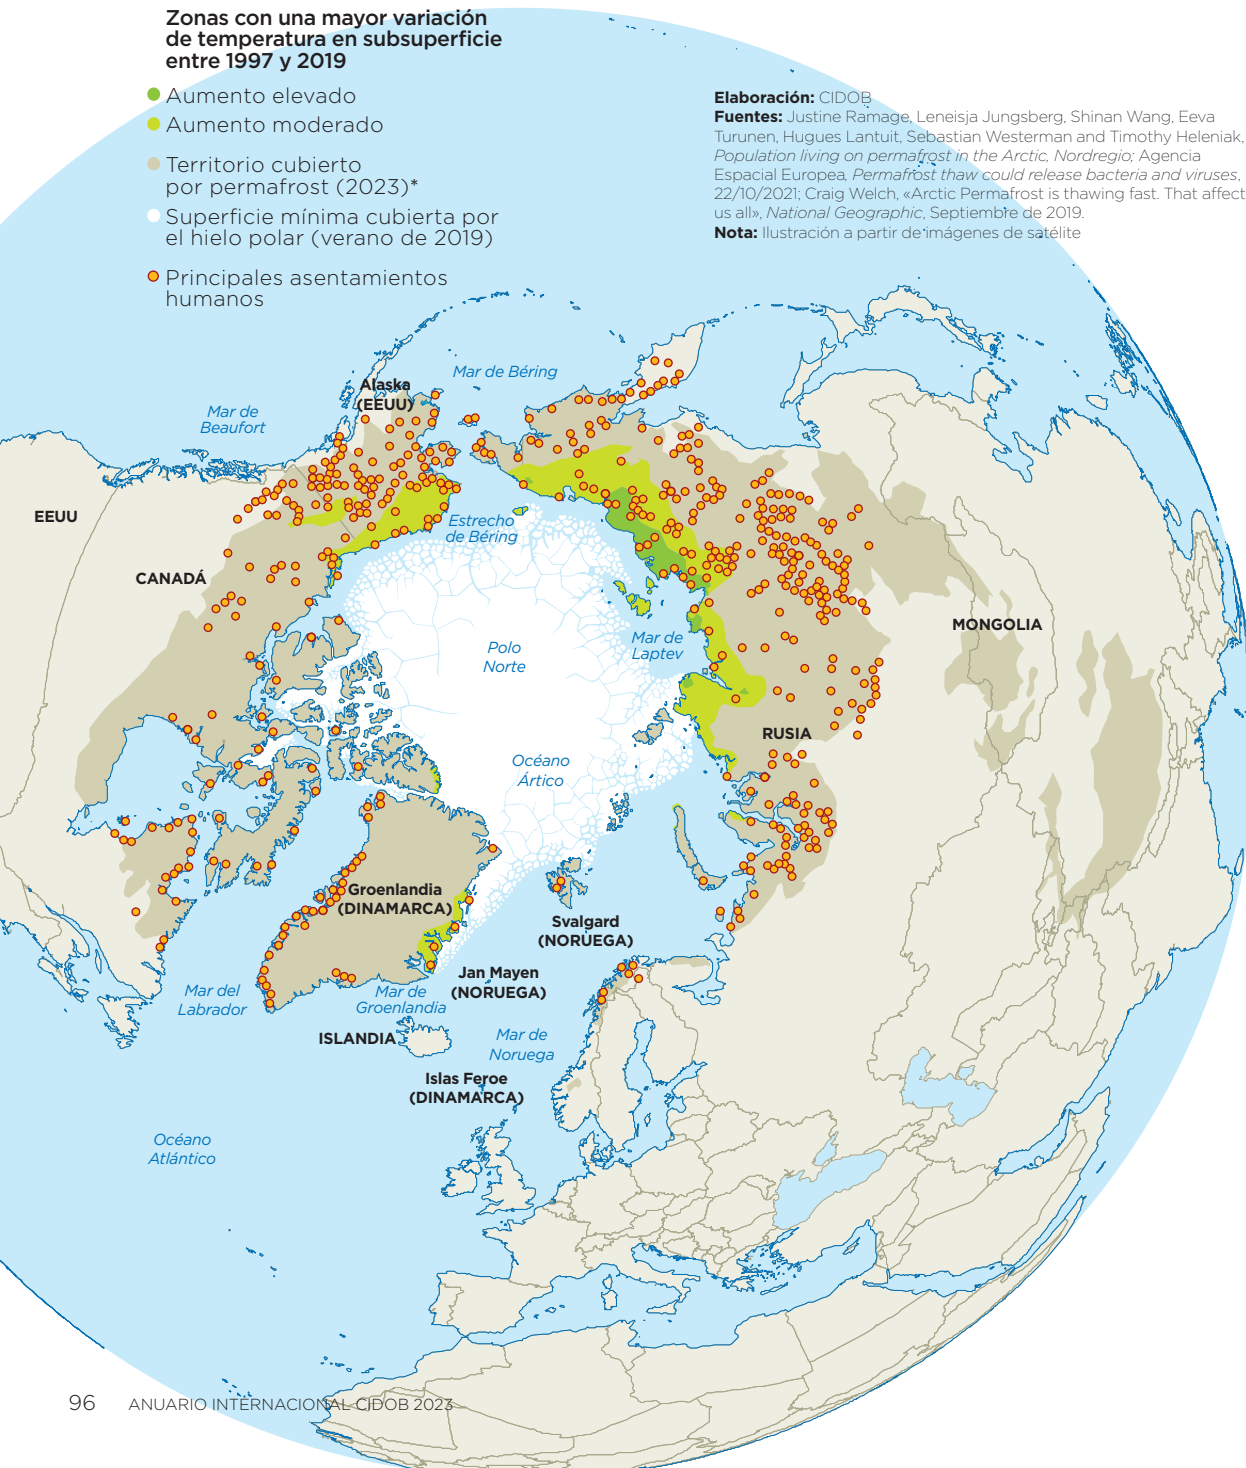 Zonas con una mayor variación
de temperatura en subsuperficie
entre 1997 y 2019
Aumento elevado
Aumento moderado
Territorio cubierto
por permafrost (2023)*
Superficie mínima cubierta por
el hielo polar (verano de 2019)
Principales asentamientos
humanos
Elaboración: CIDOB
Fuentes: Justine Ramage, Leneisja Jungsberg, Shinan Wang, Eeva
Turunen, Hugues Lantuit, Sebastian Westerman and Timothy Heleniak,
Population living on permafrost in the Arctic, Nordregio; Agencia
Espacial Europea, Permafrost thaw could release bacteria and viruses,
22/10/2021; Craig Welch, «Arctic Permafrost is thawing fast. That affect
us all», National Geographic, Septiembre de 2019.
Nota: Ilustración a partir de imágenes de satélite
Mar de Béring
Alaska
(EEUU)
Mar de
Beaufort
EEUU
Estrecho
de Béring
CANADÁ
MONGOLIA
Polo
Norte
Mar de
Laptev
RUSIA
Océano
Ártico
Groenlandia
(DINAMARCA)
Svalgard
(NORUEGA)
Jan Mayen
(NORUEGA)
Mar del
Labrador
Mar de
Groenlandia
ISLANDIA
Mar de
Noruega
Islas Feroe
(DINAMARCA)
Océano
Atlántico
96 ANUARIO INTERNACIONAL CIDOB 2023